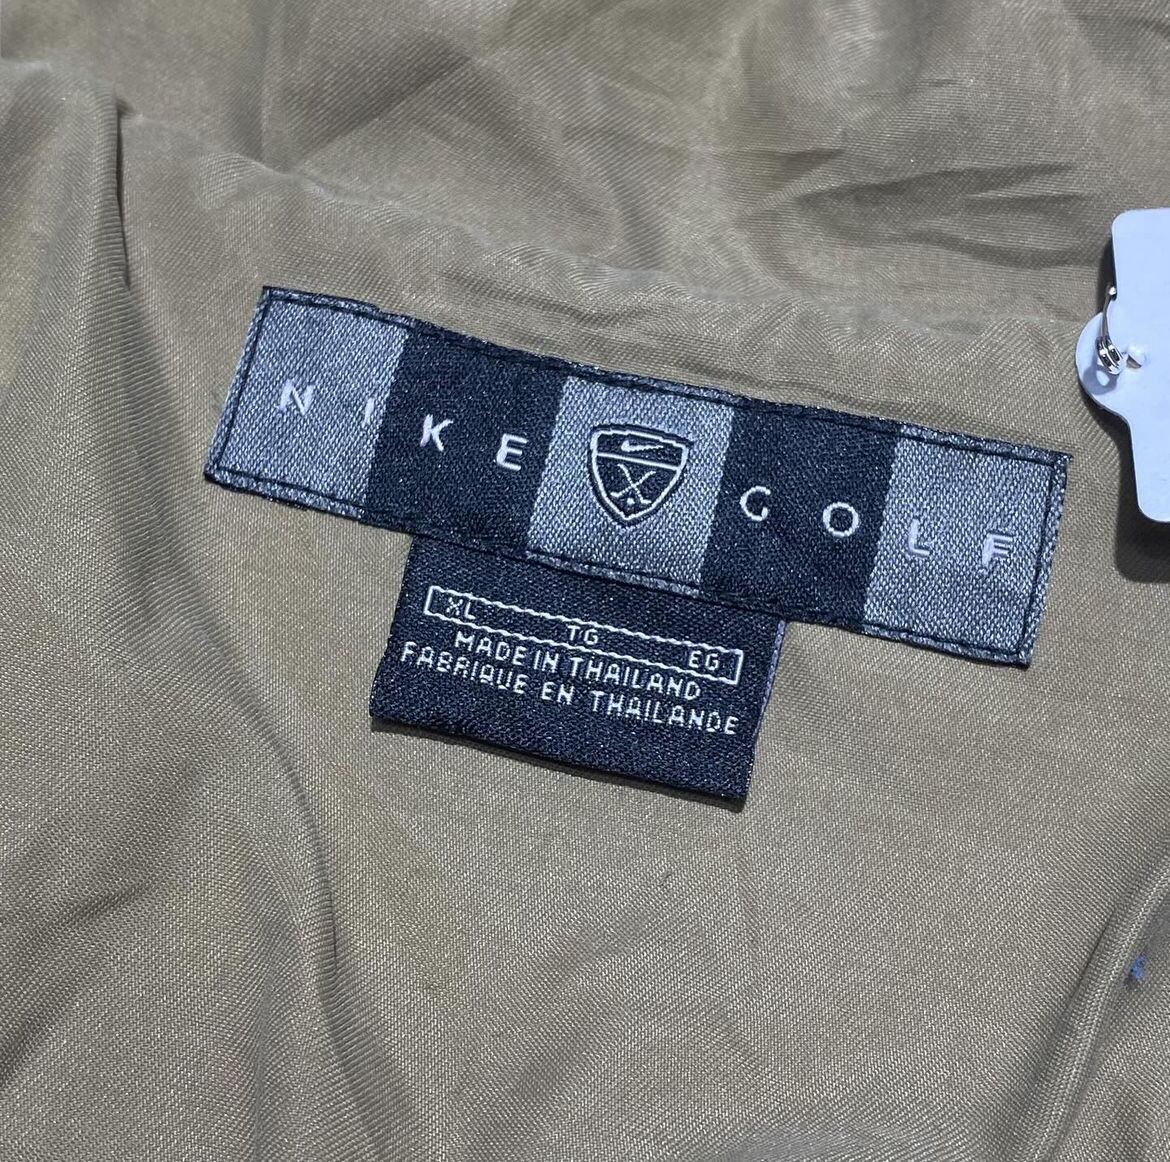 NIKE GOLF
XL TG EG
MADE IN THAILAND
FABRIQUE EN THAILANDE